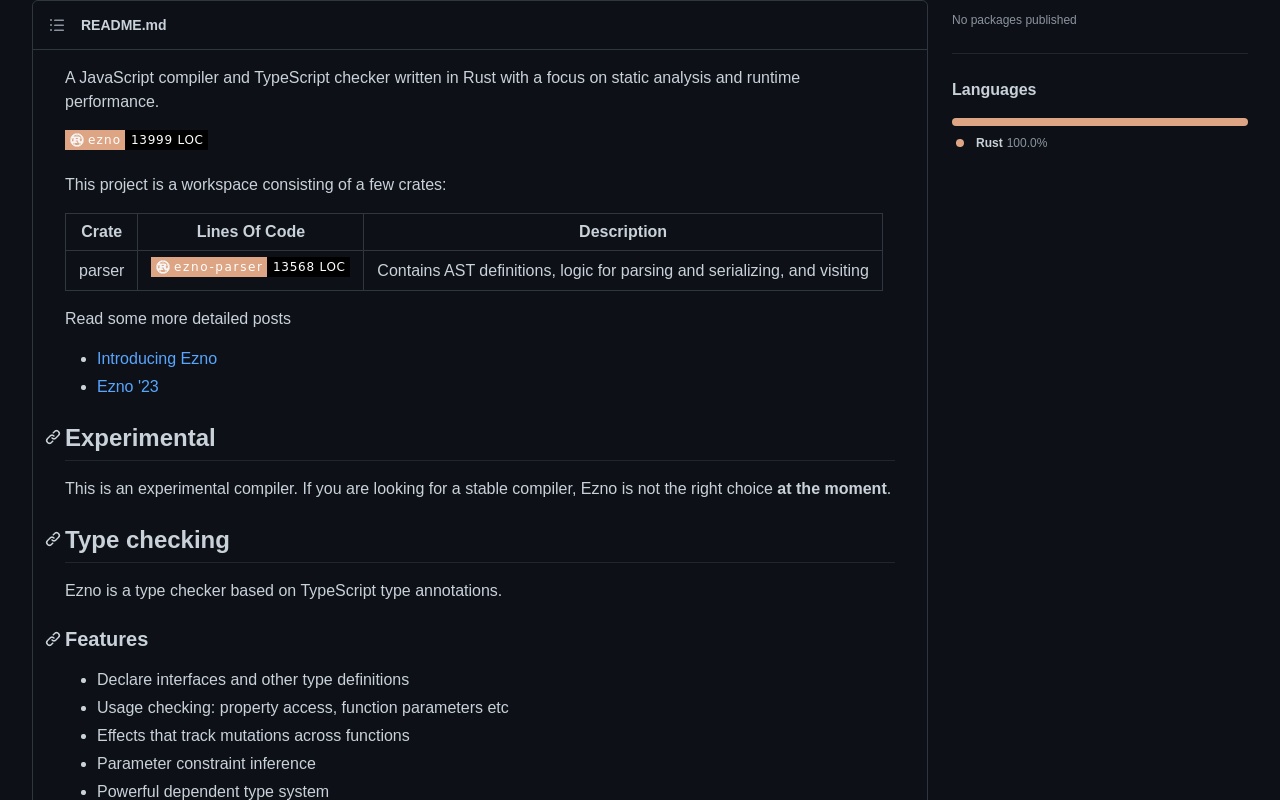 README.md
A JavaScript compiler and TypeScript checker written in Rust with a focus on static analysis and runtime
performance.
ezno 13999 LOC
This project is a workspace consisting of a few crates:
Crate Lines Of Code Description
parser ezno-parser 13568 LOC Contains AST definitions, logic for parsing and serializing, and visiting
Read some more detailed posts
Introducing Ezno
Ezno '23
Experimental
This is an experimental compiler. If you are looking for a stable compiler, Ezno is not the right choice at the moment.
Type checking
Ezno is a type checker based on TypeScript type annotations.
Features
Declare interfaces and other type definitions
Usage checking: property access, function parameters etc
Effects that track mutations across functions
Parameter constraint inference
Powerful dependent type system
No packages published
Languages
Rust 100.0%